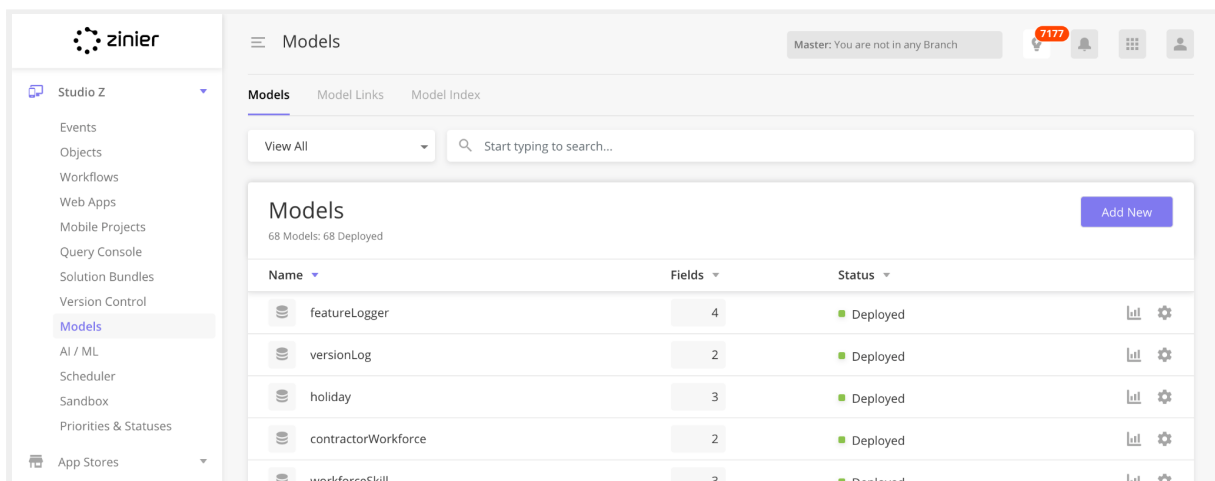 zinier
Models
Master: You are not in any Branch
7177
Studio Z
Events
Objects
Workflows
Web Apps
Mobile Projects
Query Console
Solution Bundles
Version Control
Models
AI / ML
Scheduler
Sandbox
Priorities & Statuses
App Stores
Models Model Links Model Index
View All
Start typing to search...
Models
68 Models: 68 Deployed
Add New
Name Fields Status
featureLogger 4 Deployed
versionLog 2 Deployed
holiday 3 Deployed
contractorWorkforce 2 Deployed
workforceSkill 3 Deployed